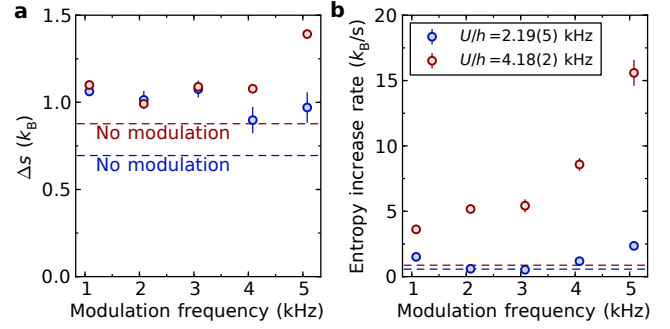 a
1.5
1.0
0.5
0.0
Δs (k_B)
No modulation
No modulation
1 2 3 4 5
Modulation frequency (kHz)
b
20
15
10
5
0
Entropy increase rate (k_B/s)
U/h=2.19(5) kHz
U/h=4.18(2) kHz
1 2 3 4 5
Modulation frequency (kHz)